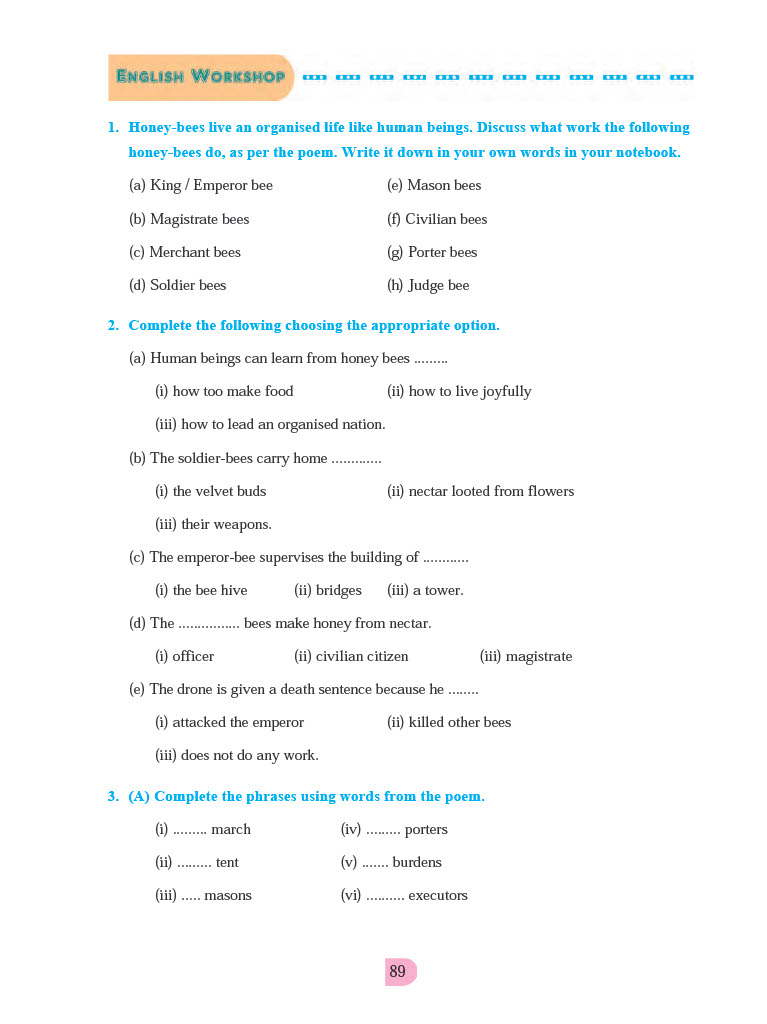 ENGLISH WORKSHOP
1. Honey-bees live an organised life like human beings. Discuss what work the following
honey-bees do, as per the poem. Write it down in your own words in your notebook.
(a) King / Emperor bee (e) Mason bees
(b) Magistrate bees (f) Civilian bees
(c) Merchant bees (g) Porter bees
(d) Soldier bees (h) Judge bee
2. Complete the following choosing the appropriate option.
(a) Human beings can learn from honey bees .........
(i) how too make food (ii) how to live joyfully
(iii) how to lead an organised nation.
(b) The soldier-bees carry home .............
(i) the velvet buds (ii) nectar looted from flowers
(iii) their weapons.
(c) The emperor-bee supervises the building of ............
(i) the bee hive (ii) bridges (iii) a tower.
(d) The ................ bees make honey from nectar.
(i) officer (ii) civilian citizen (iii) magistrate
(e) The drone is given a death sentence because he ........
(i) attacked the emperor (ii) killed other bees
(iii) does not do any work.
3. (A) Complete the phrases using words from the poem.
(i) ......... march (iv) ......... porters
(ii) ......... tent (v) ....... burdens
(iii) ..... masons (vi) .......... executors
89